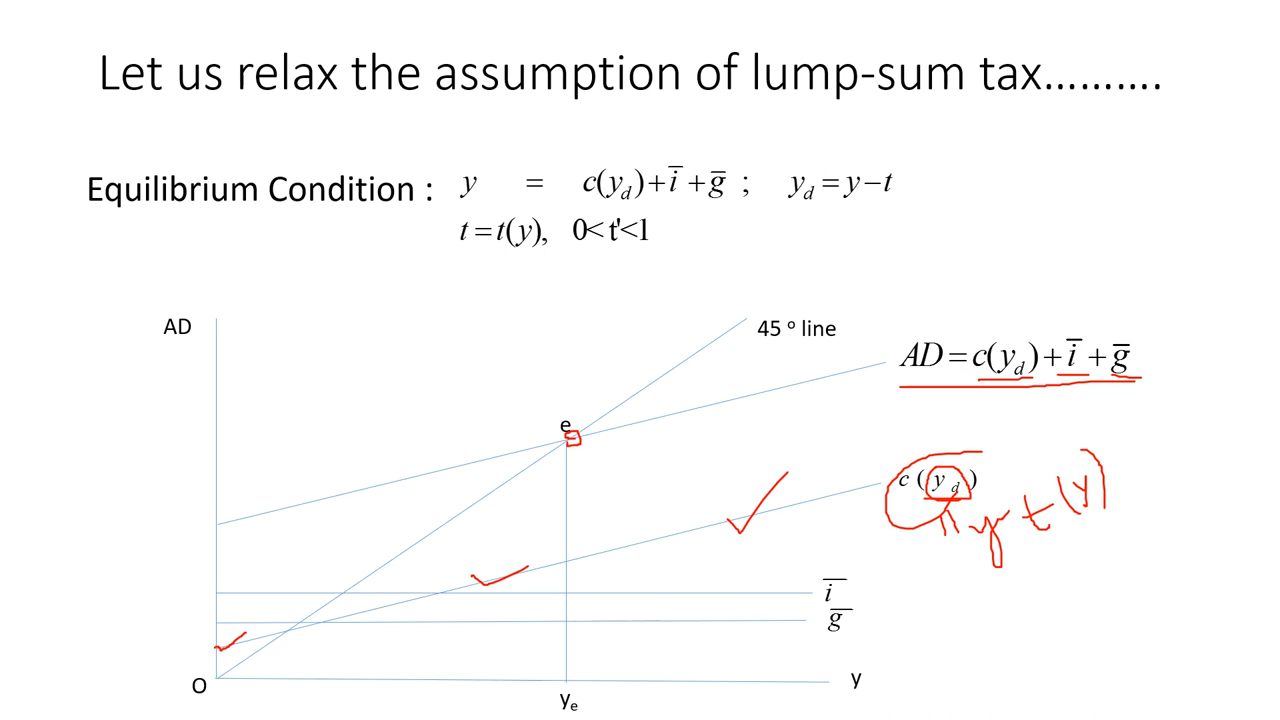 Let us relax the assumption of lump-sum tax……….
Equilibrium Condition : y = c(y_d) + i̅ + g̅ ; y_d = y − t
t = t(y), 0< t'<1
AD
45 º line
AD = c(y_d) + i̅ + g̅
e
c ( y_d )
y t(y)
i̅
g̅
O
y_e
y